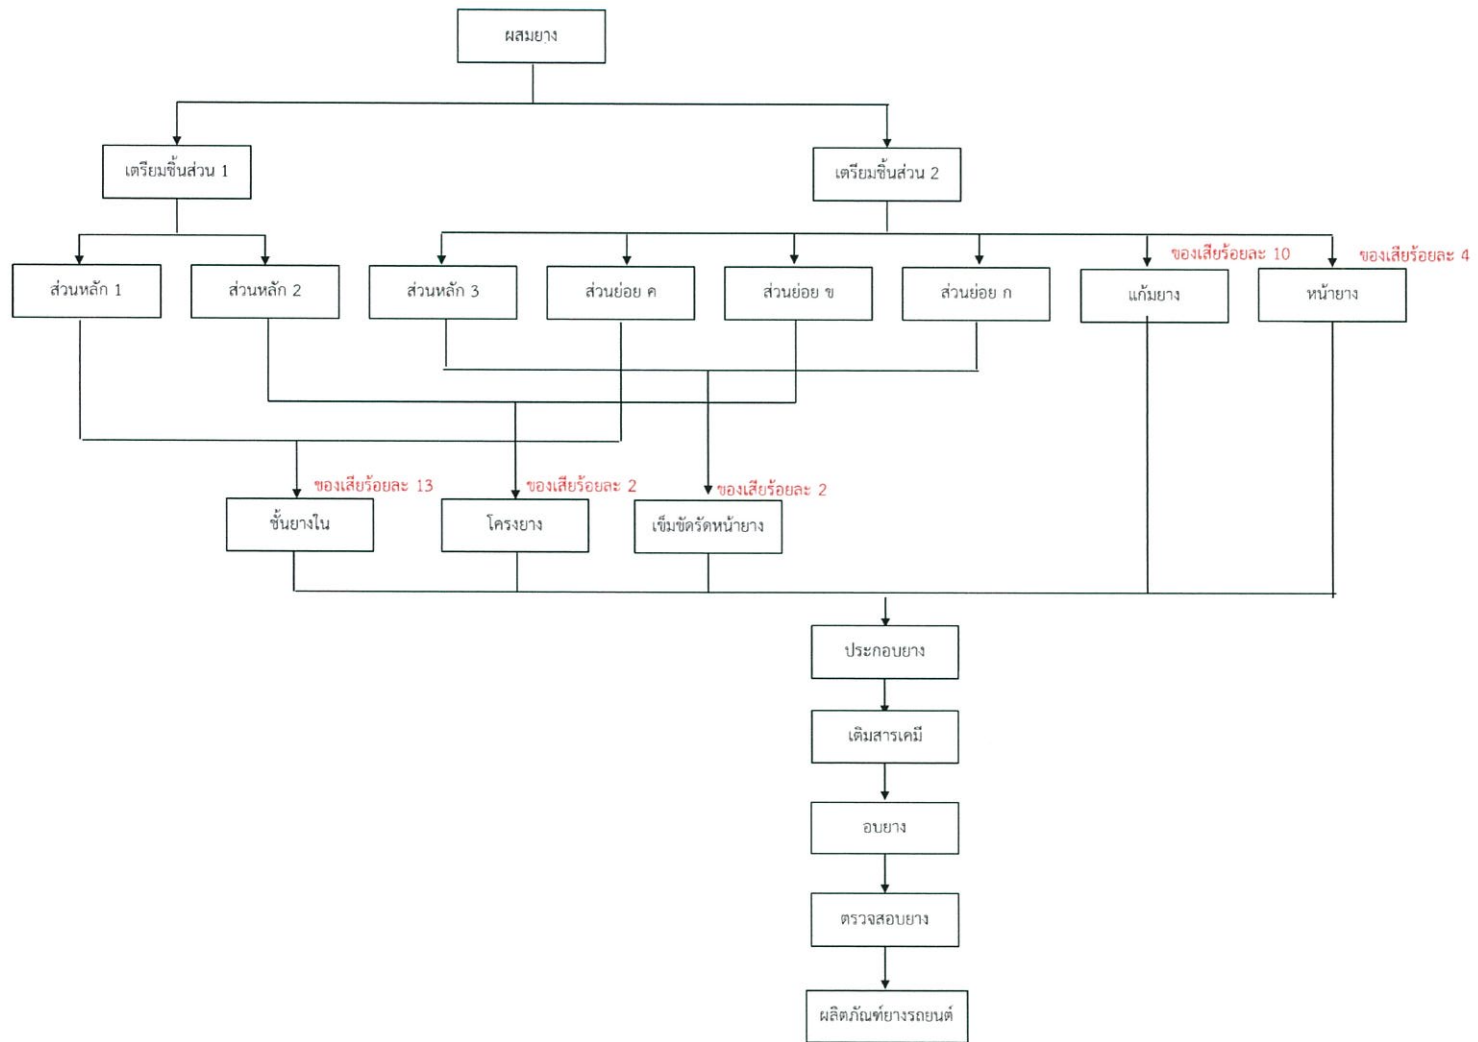 ผสมยาง
เตรียมชิ้นส่วน 1
เตรียมชิ้นส่วน 2
ของเสียร้อยละ 10
ของเสียร้อยละ 4
ส่วนหลัก 1
ส่วนหลัก 2
ส่วนหลัก 3
ส่วนย่อย ค
ส่วนย่อย ข
ส่วนย่อย ก
แก้มยาง
หน้ายาง
ของเสียร้อยละ 13
ของเสียร้อยละ 2
ของเสียร้อยละ 2
ชั้นยางใน
โครงยาง
เข็มขัดรัดหน้ายาง
ประกอบยาง
เติมสารเคมี
อบยาง
ตรวจสอบยาง
ผลิตภัณฑ์ยางรถยนต์